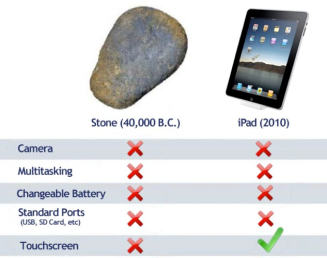 Stone (40,000 B.C.) iPad (2010)
Camera
Multitasking
Changeable Battery
Standard Ports
(USB, SD Card, etc)
Touchscreen